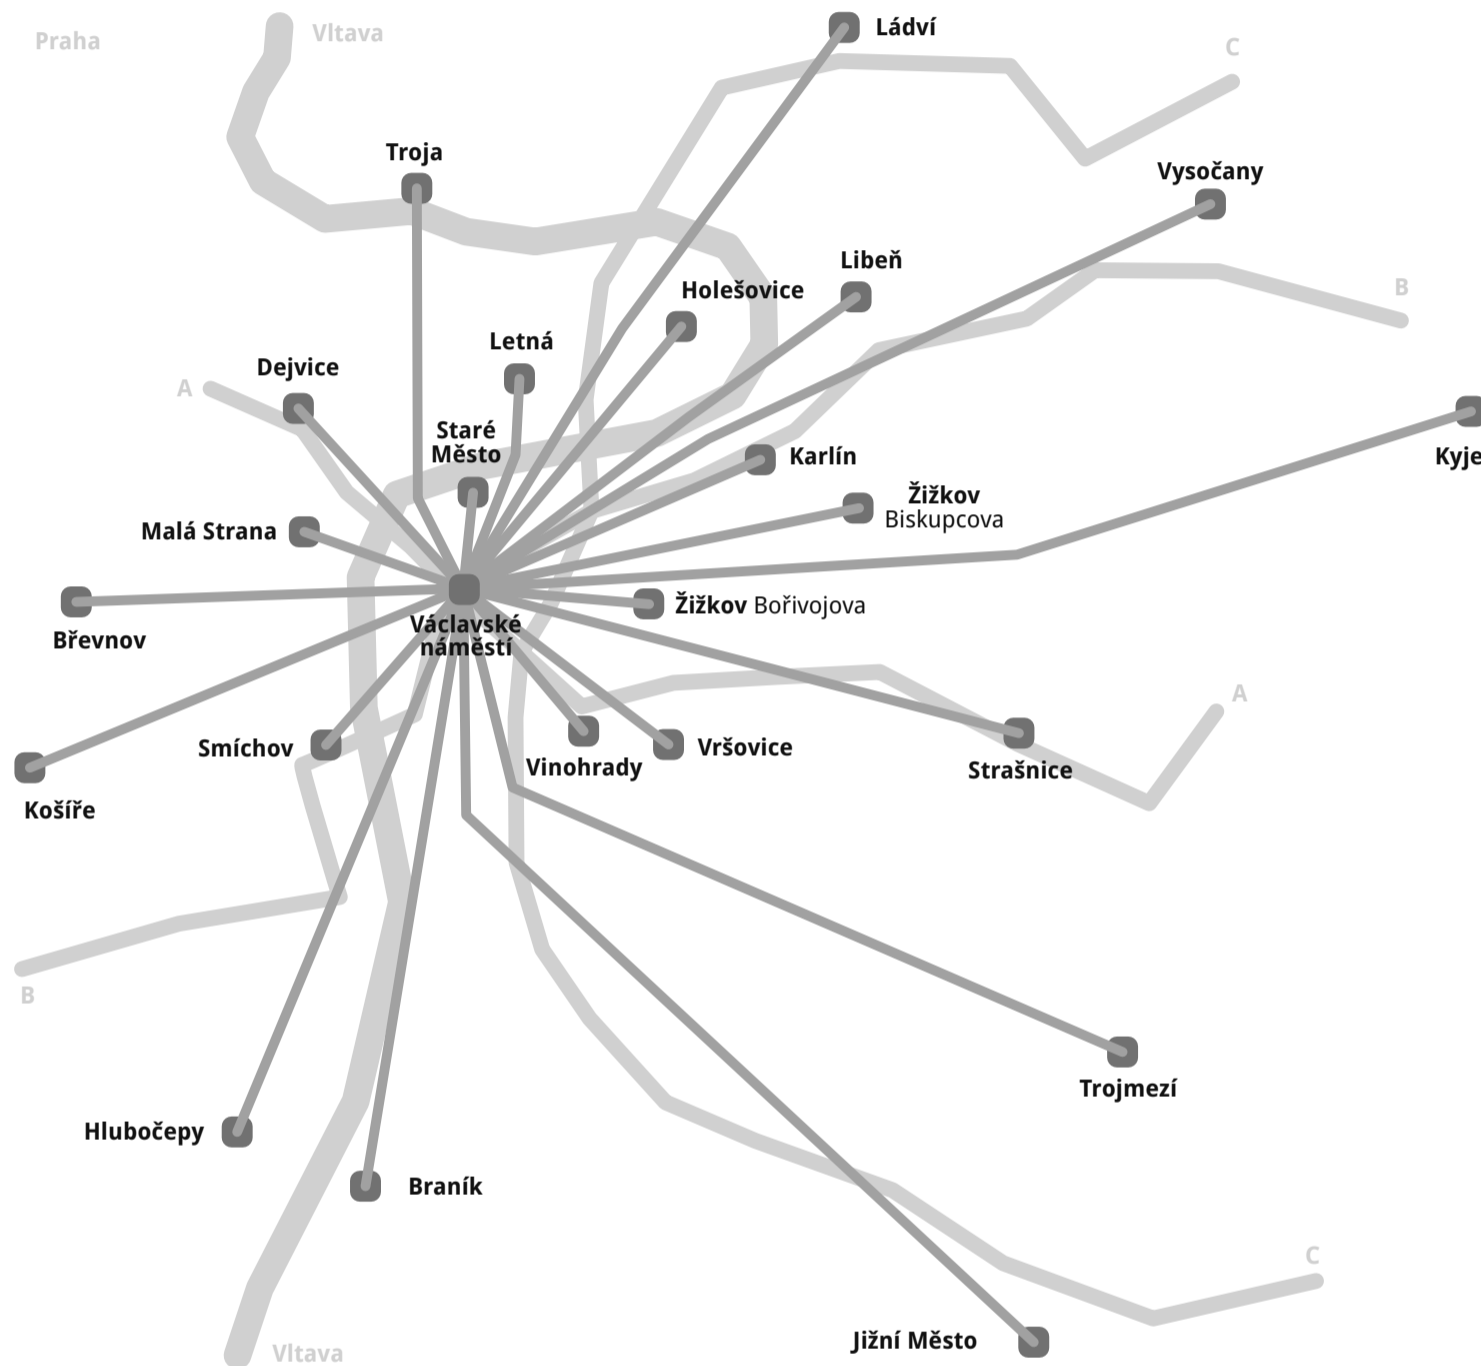 Praha
Vltava
Ládví
C
Troja
Vysočany
Libeň
Holešovice
B
Letná
Dejvice
A
Staré
Město
Karlín
Kyje
Žižkov
Biskupcova
Malá Strana
Žižkov Bořivojova
Václavské
náměstí
Břevnov
A
Smíchov
Vršovice
Vinohrady
Strašnice
Košíře
B
Trojmezí
Hlubočepy
Braník
C
Jižní Město
Vltava